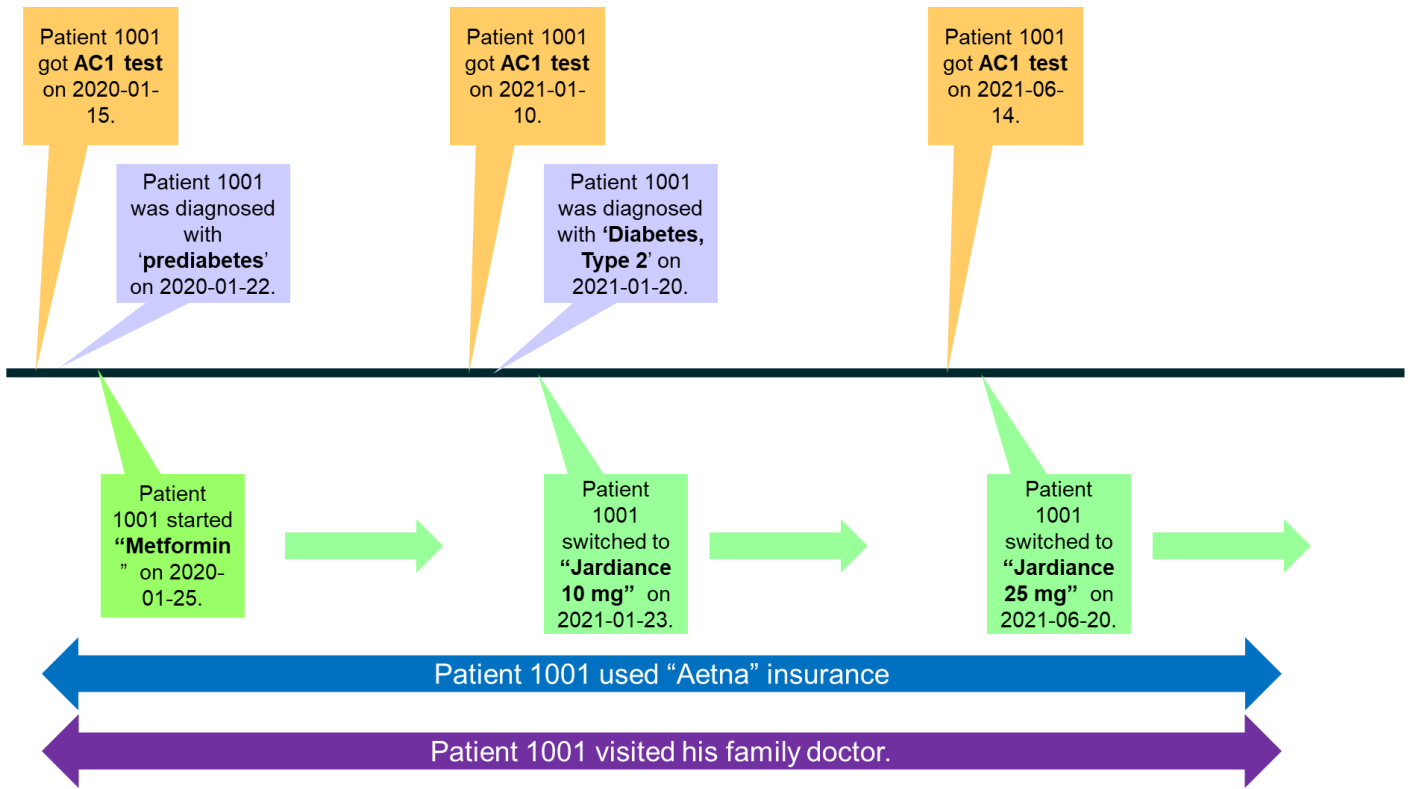 Patient 1001
got AC1 test
on 2020-01-
15.
Patient 1001
got AC1 test
on 2021-01-
10.
Patient 1001
got AC1 test
on 2021-06-
14.
Patient 1001
was diagnosed
with
‘prediabetes’
on 2020-01-22.
Patient 1001
was diagnosed
with ‘Diabetes,
Type 2’ on
2021-01-20.
Patient
1001 started
“Metformin
” on 2020-
01-25.
Patient
1001
switched to
“Jardiance
10 mg” on
2021-01-23.
Patient
1001
switched to
“Jardiance
25 mg” on
2021-06-20.
Patient 1001 used “Aetna” insurance
Patient 1001 visited his family doctor.